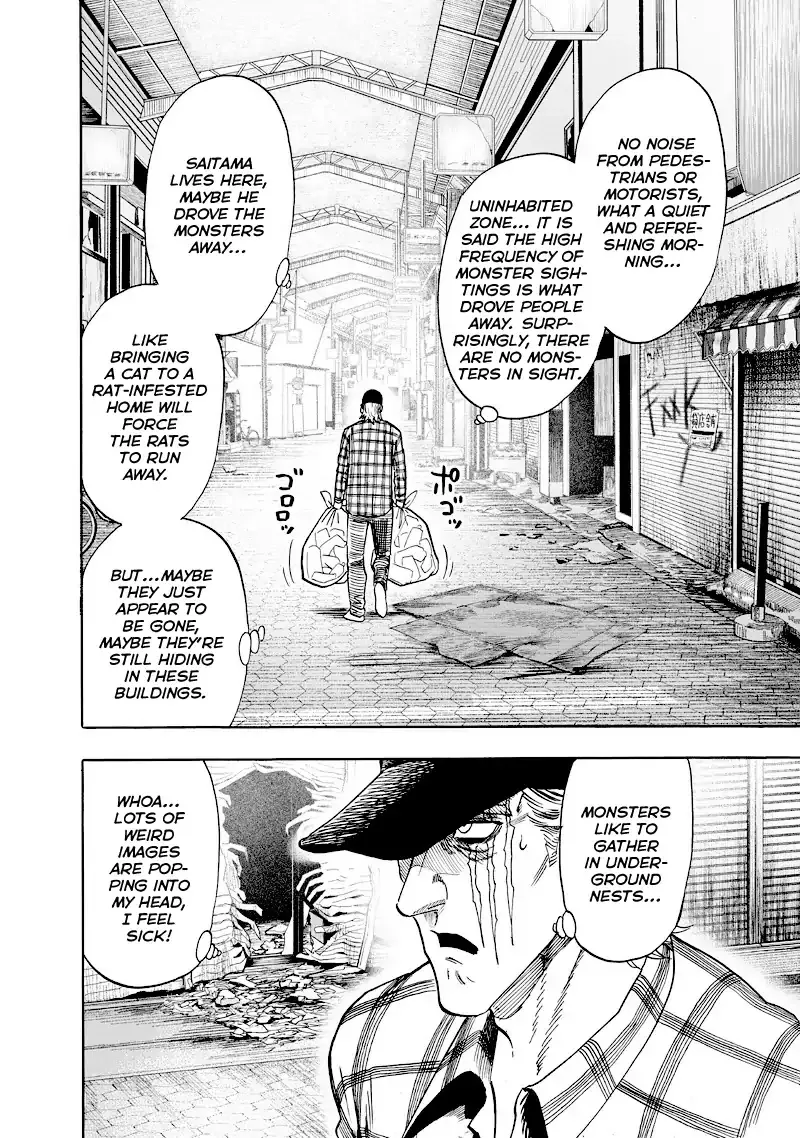 NO NOISE
FROM PEDES-
TRIANS OR
MOTORISTS,
WHAT A QUIET
AND REFRE-
SHING MOR-
NING...
UNINHABITED
ZONE... IT IS
SAID THE HIGH
FREQUENCY OF
MONSTER SIGH-
TINGS IS WHAT
DROVE PEOPLE
AWAY. SURP-
RISINGLY, THERE
ARE NO MONS-
TERS IN SIGHT.
SAITAMA
LIVES HERE,
MAYBE HE
DROVE THE
MONSTERS
AWAY...
LIKE
BRINGING
A CAT TO A
RAT-INFESTED
HOME WILL
FORCE
THE RATS
TO RUN
AWAY.
BUT...MAYBE
THEY JUST
APPEAR TO
BE GONE,
MAYBE THEY'RE
STILL HIDING
IN THESE
BUILDINGS.
ポゴッ
ゴロロッ
MONSTERS
LIKE TO
GATHER
IN UNDER-
GROUND
NESTS...
WHOA...
LOTS OF
WEIRD
IMAGES
ARE POP-
PING INTO
MY HEAD,
I FEEL
SICK!